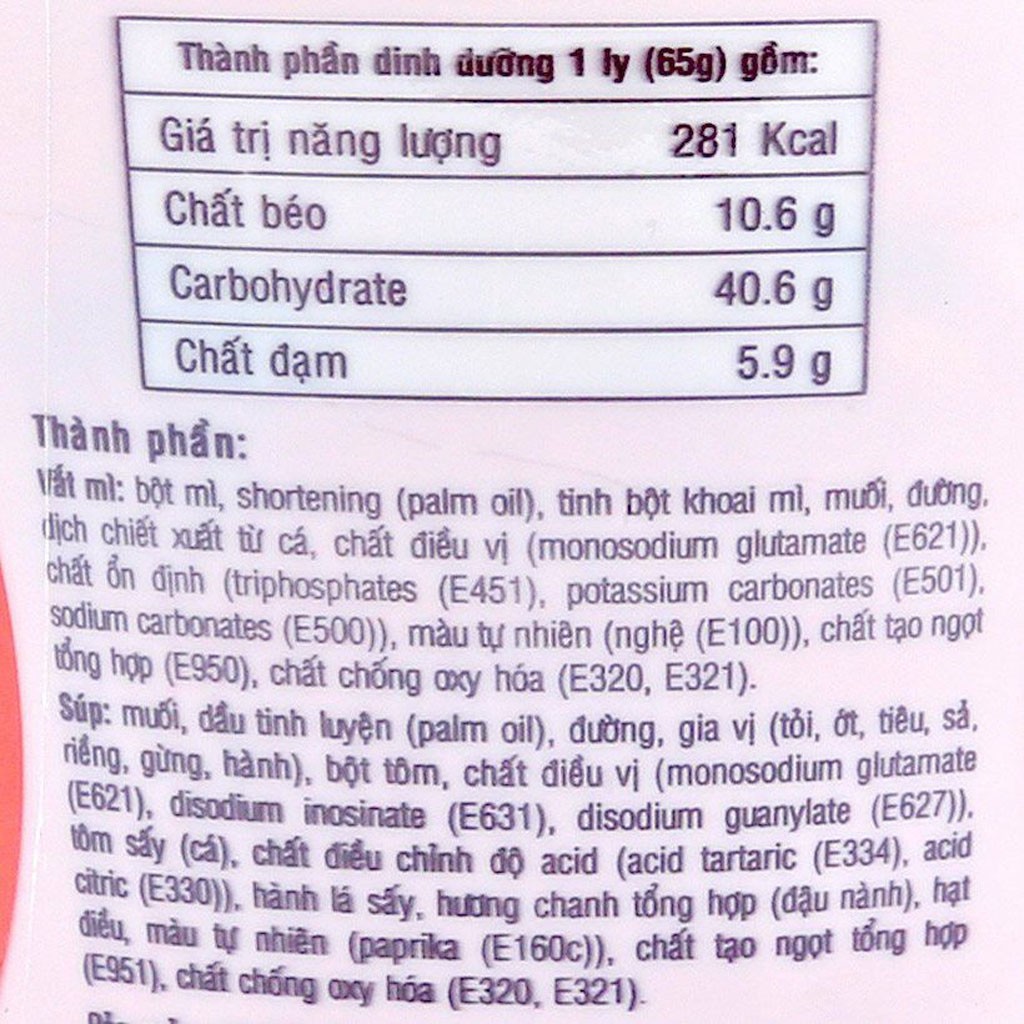 Thành phần dinh dưỡng 1 ly (65g) gồm:
Giá trị năng lượng 281 Kcal
Chất béo 10.6 g
Carbohydrate 40.6 g
Chất đạm 5.9 g
Thành phần:
Vắt mì: bột mì, shortening (palm oil), tinh bột khoai mì, muối, đường,
dịch chiết xuất từ cá, chất điều vị (monosodium glutamate (E621)),
chất ổn định (triphosphates (E451), potassium carbonates (E501),
sodium carbonates (E500)), màu tự nhiên (nghệ (E100)), chất tạo ngọt
tổng hợp (E950), chất chống oxy hóa (E320, E321).
Súp: muối, dầu tinh luyện (palm oil), đường, gia vị (tỏi, ớt, tiêu, sả,
riềng, gừng, hành), bột tôm, chất điều vị (monosodium glutamate
(E621), disodium inosinate (E631), disodium guanylate (E627)),
tôm sấy (cá), chất điều chỉnh độ acid (acid tartaric (E334), acid
citric (E330)), hành lá sấy, hương chanh tổng hợp (đậu nành), hạt
điều, màu tự nhiên (paprika (E160c)), chất tạo ngọt tổng hợp
(E951), chất chống oxy hóa (E320, E321).